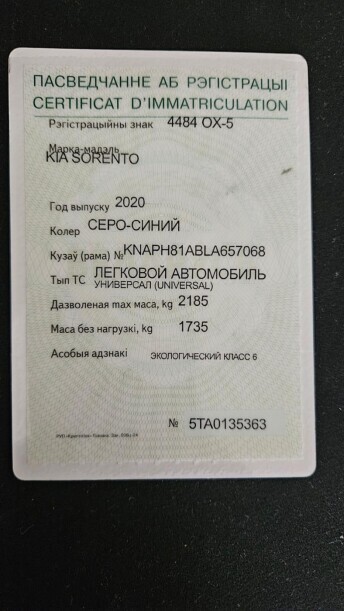 ПАСВЕДЧАННЕ АБ РЭГІСТРАЦЫІ
CERTIFICAT D'IMMATRICULATION
Рэгістрацыйны знак 4484 OX-5
Марка-мадэль
KIA SORENTO
Год выпуску 2020
Колер СЕРО-СИНИЙ
Кузаў (рама) № KNAPH81ABLA657068
Тып ТС ЛЕГКОВОЙ АВТОМОБИЛЬ
УНИВЕРСАЛ (UNIVERSAL)
Дазволеная max маса, kg 2185
Маса без нагрузкі, kg 1735
Асобыя адзнакі ЭКОЛОГИЧЕСКИЙ КЛАСС 6
№ 5TA0135363